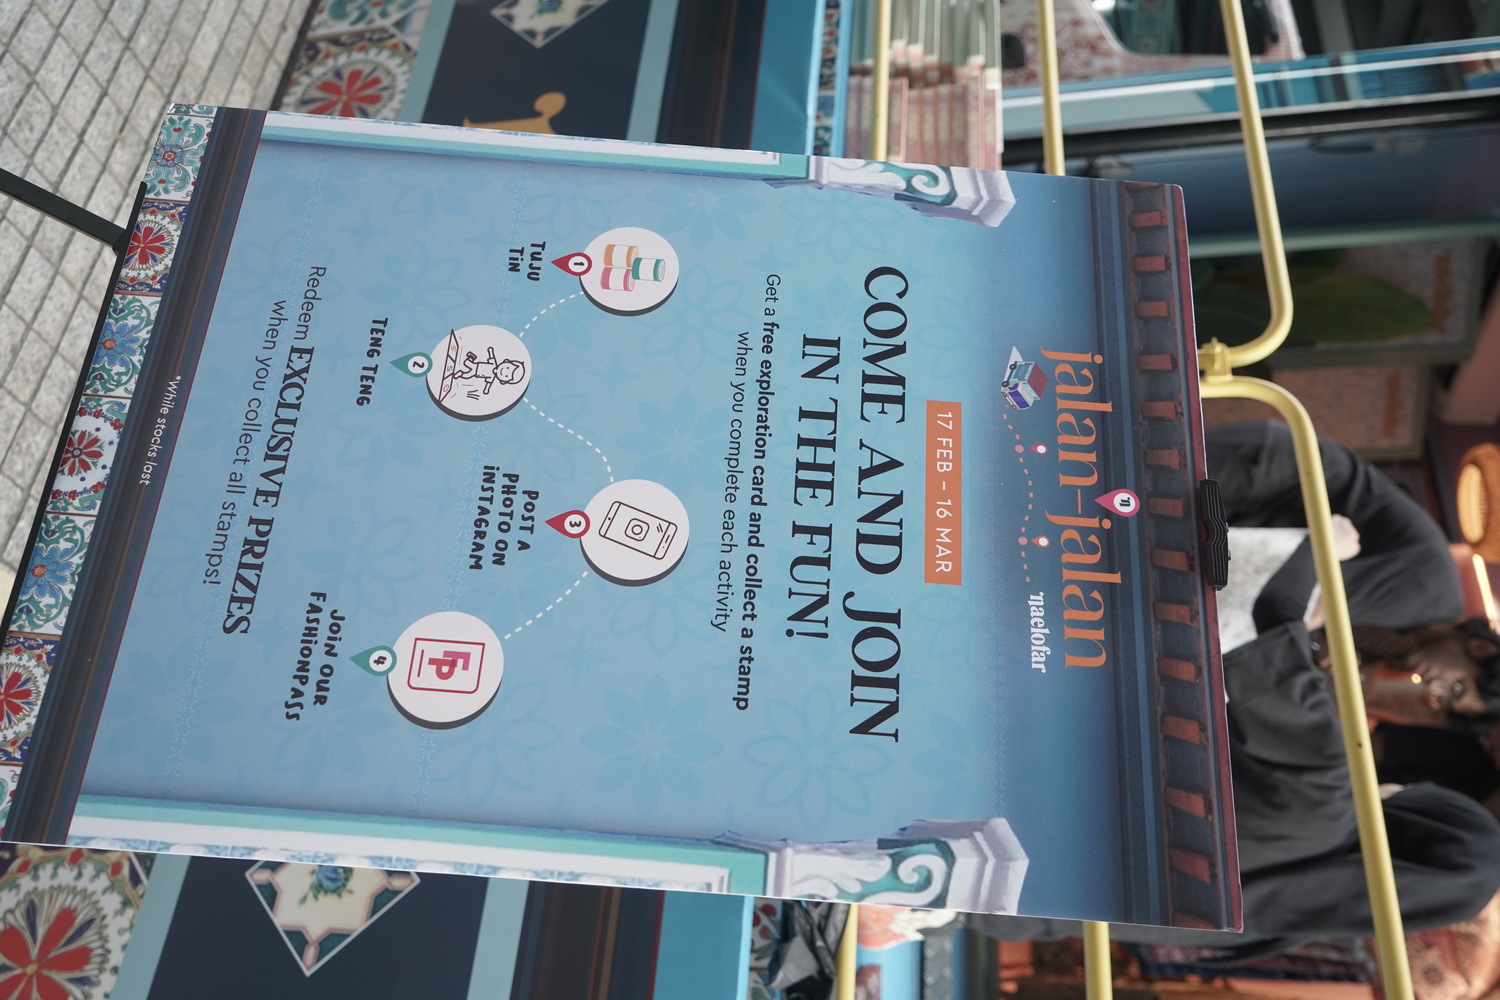 jalan-jalan
n
naelofar
17 FEB – 16 MAR
COME AND JOIN
IN THE FUN!
Get a free exploration card and collect a stamp
when you complete each activity
1
TUJU
TIN
2
TENG TENG
3
POST A
PHOTO ON
INSTAGRAM
FP
4
JOIN OUR
FASHIONPASS
Redeem EXCLUSIVE PRIZES
when you collect all stamps!
*While stocks last